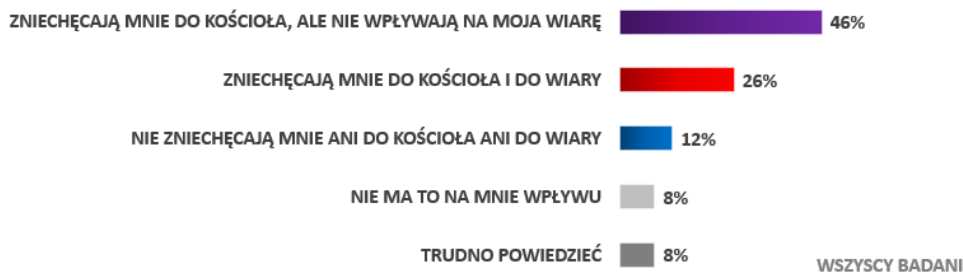 ZNIECHĘCAJĄ MNIE DO KOŚCIOŁA, ALE NIE WPŁYWAJĄ NA MOJA WIARĘ 46%
ZNIECHĘCAJĄ MNIE DO KOŚCIOŁA I DO WIARY 26%
NIE ZNIECHĘCAJĄ MNIE ANI DO KOŚCIOŁA ANI DO WIARY 12%
NIE MA TO NA MNIE WPŁYWU 8%
TRUDNO POWIEDZIEĆ 8%
WSZYSCY BADANI